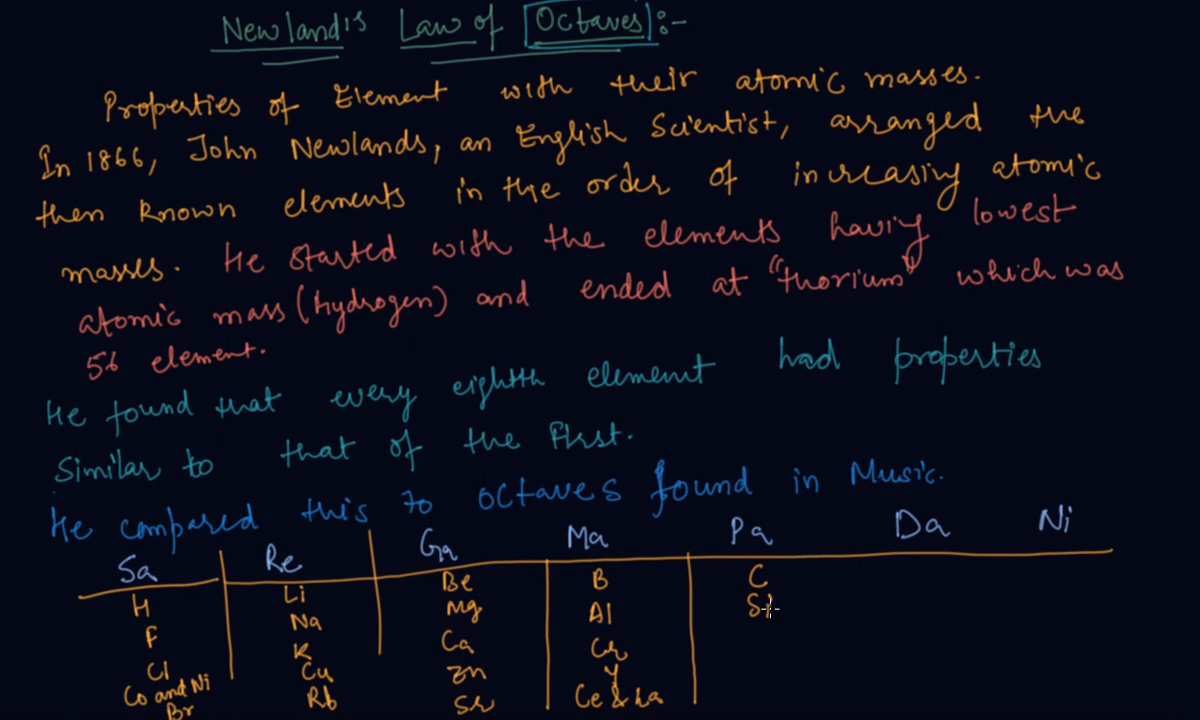 Newland's Law of Octaves :-
Properties of Element with their atomic masses.
In 1866, John Newlands, an English Scientist, arranged the
then known elements in the order of increasing atomic
masses. He started with the elements having lowest
atomic mass (hydrogen) and ended at "thorium" which was
56 element.
He found that every eighth element had properties
Similar to that of the First.
He compared this to octaves found in Music.
Sa Re Ga Ma Pa Da Ni
H Li Be B C
F Na Mg Al Si
Cl K Ca Cr
Co and Ni Cu Zn Y
Br Rb Sr Ce & La